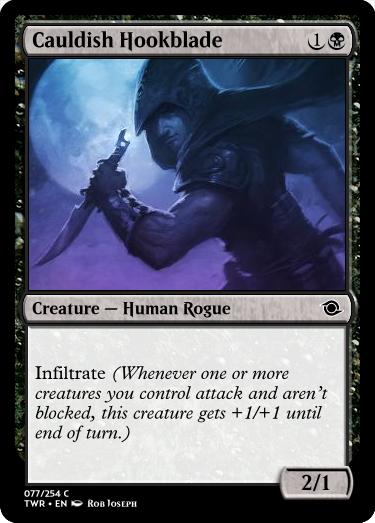 Cauldish Hookblade 1
Creature — Human Rogue
Infiltrate (Whenever one or more
creatures you control attack and aren't
blocked, this creature gets +1/+1 until
end of turn.)
2/1
077/254 C
TWR • EN Rob Joseph